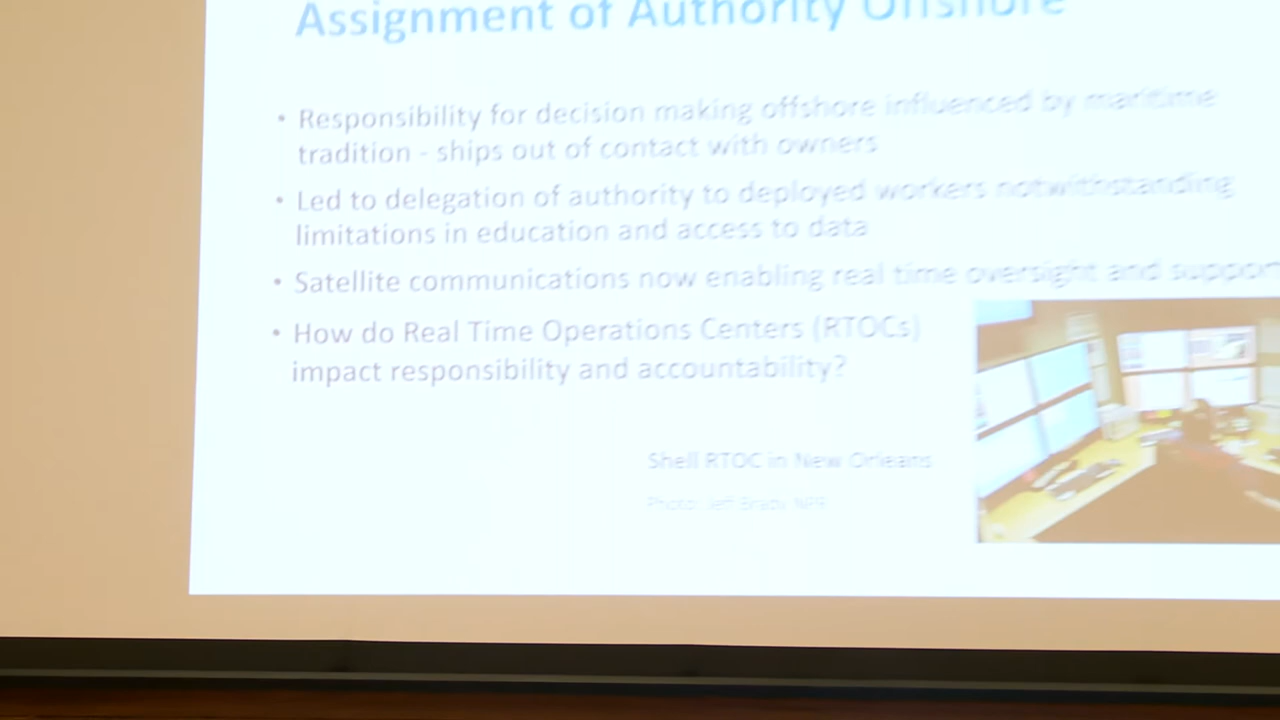 Assignment of Authority Offshore
• Responsibility for decision making offshore influenced by maritime
tradition - ships out of contact with owners
• Led to delegation of authority to deployed workers notwithstanding
limitations in education and access to data
• Satellite communications now enabling real time oversight and support
• How do Real Time Operations Centers (RTOCs)
impact responsibility and accountability?
Shell RTOC in New Orleans
Photo: Jeff NPR